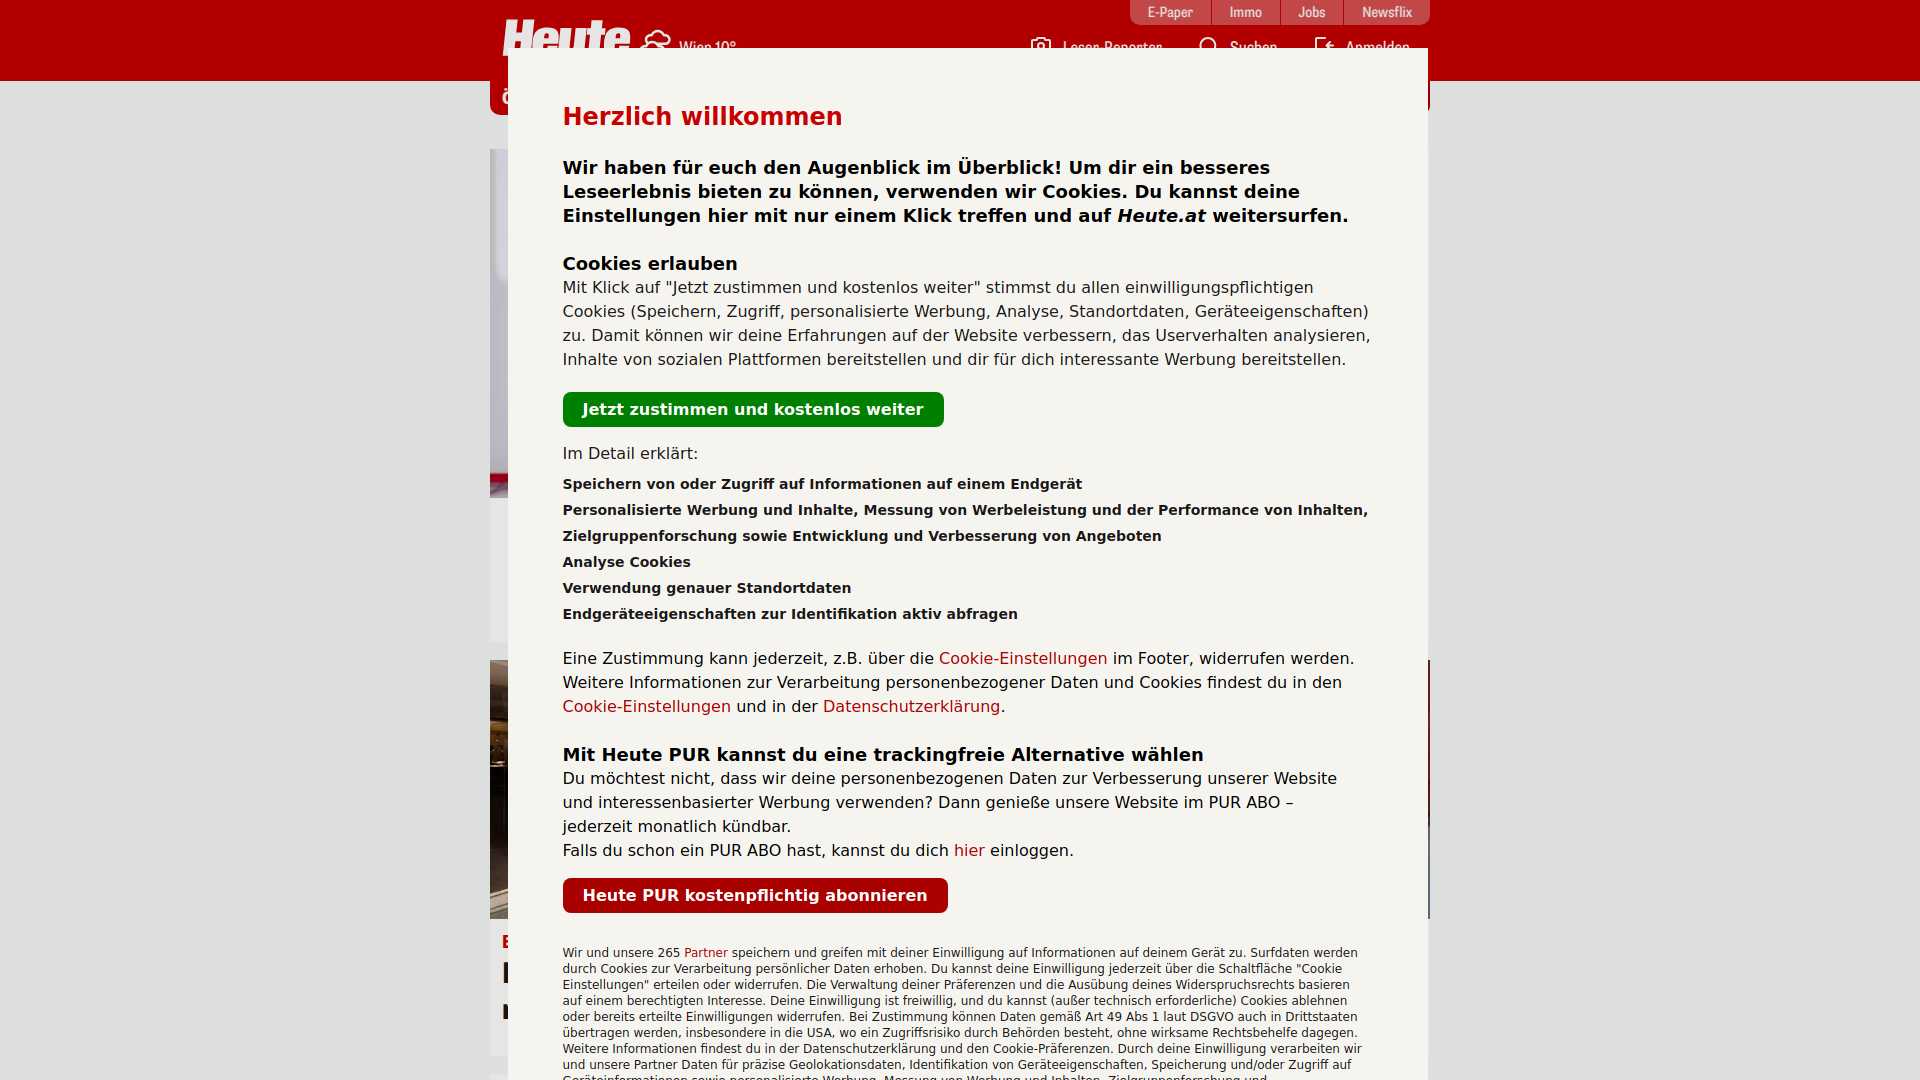 E-Paper Immo Jobs Newsflix
Heute Wien 10° Leser-Reporter Suchen Anmelden
Herzlich willkommen
Wir haben für euch den Augenblick im Überblick! Um dir ein besseres
Leseerlebnis bieten zu können, verwenden wir Cookies. Du kannst deine
Einstellungen hier mit nur einem Klick treffen und auf Heute.at weitersurfen.
Cookies erlauben
Mit Klick auf "Jetzt zustimmen und kostenlos weiter" stimmst du allen einwilligungspflichtigen
Cookies (Speichern, Zugriff, personalisierte Werbung, Analyse, Standortdaten, Geräteeigenschaften)
zu. Damit können wir deine Erfahrungen auf der Website verbessern, das Userverhalten analysieren,
Inhalte von sozialen Plattformen bereitstellen und dir für dich interessante Werbung bereitstellen.
Jetzt zustimmen und kostenlos weiter
Im Detail erklärt:
Speichern von oder Zugriff auf Informationen auf einem Endgerät
Personalisierte Werbung und Inhalte, Messung von Werbeleistung und der Performance von Inhalten,
Zielgruppenforschung sowie Entwicklung und Verbesserung von Angeboten
Analyse Cookies
Verwendung genauer Standortdaten
Endgeräteeigenschaften zur Identifikation aktiv abfragen
Eine Zustimmung kann jederzeit, z.B. über die Cookie-Einstellungen im Footer, widerrufen werden.
Weitere Informationen zur Verarbeitung personenbezogener Daten und Cookies findest du in den
Cookie-Einstellungen und in der Datenschutzerklärung.
Mit Heute PUR kannst du eine trackingfreie Alternative wählen
Du möchtest nicht, dass wir deine personenbezogenen Daten zur Verbesserung unserer Website
und interessenbasierter Werbung verwenden? Dann genieße unsere Website im PUR ABO –
jederzeit monatlich kündbar.
Falls du schon ein PUR ABO hast, kannst du dich hier einloggen.
Heute PUR kostenpflichtig abonnieren
Wir und unsere 265 Partner speichern und greifen mit deiner Einwilligung auf Informationen auf deinem Gerät zu. Surfdaten werden
durch Cookies zur Verarbeitung persönlicher Daten erhoben. Du kannst deine Einwilligung jederzeit über die Schaltfläche "Cookie
Einstellungen" erteilen oder widerrufen. Die Verwaltung deiner Präferenzen und die Ausübung deines Widerspruchsrechts basieren
auf einem berechtigten Interesse. Deine Einwilligung ist freiwillig, und du kannst (außer technisch erforderliche) Cookies ablehnen
oder bereits erteilte Einwilligungen widerrufen. Bei Zustimmung können Daten gemäß Art 49 Abs 1 laut DSGVO auch in Drittstaaten
übertragen werden, insbesondere in die USA, wo ein Zugriffsrisiko durch Behörden besteht, ohne wirksame Rechtsbehelfe dagegen.
Weitere Informationen findest du in der Datenschutzerklärung und den Cookie-Präferenzen. Durch deine Einwilligung verarbeiten wir
und unsere Partner Daten für präzise Geolokationsdaten, Identifikation von Geräteeigenschaften, Speicherung und/oder Zugriff auf
Geräteinformationen sowie personalisierte Werbung, Messung von Werbung und Inhalten, Zielgruppenforschung und